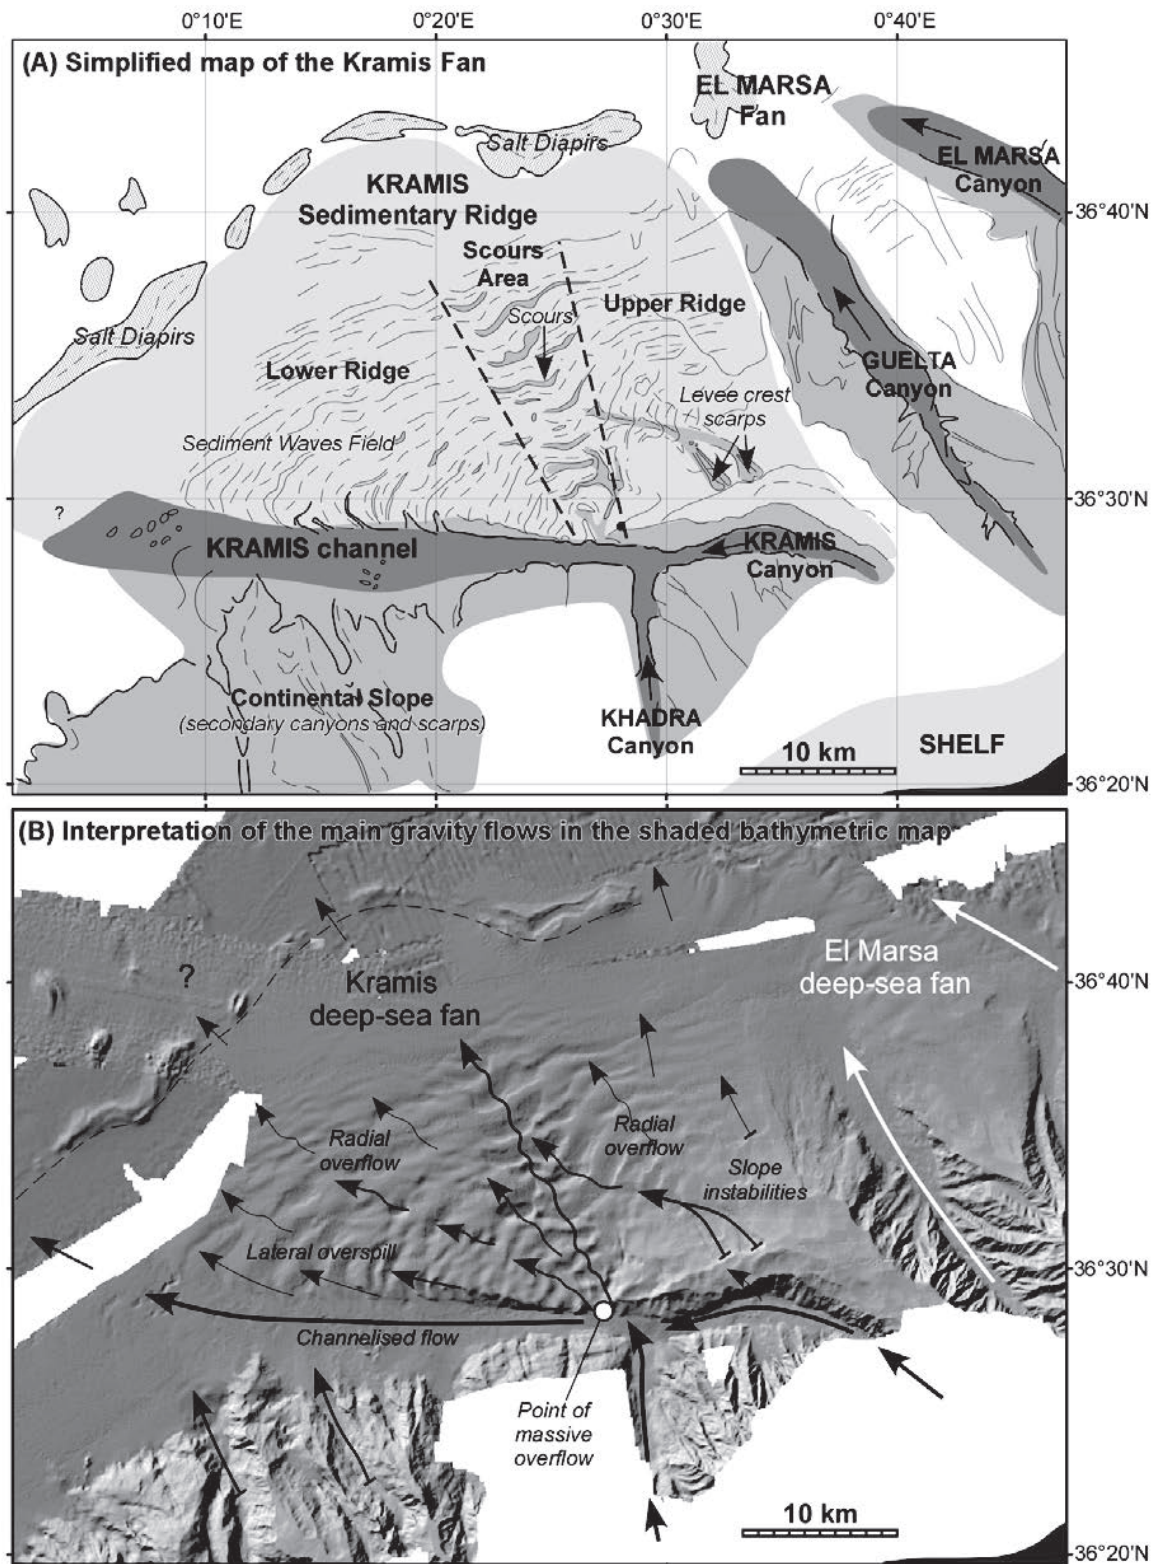 0°10'E 0°20'E 0°30'E 0°40'E
(A) Simplified map of the Kramis Fan
EL MARSA
Fan
Salt Diapirs
EL MARSA
Canyon
KRAMIS
Sedimentary Ridge
36°40'N
Scours
Area
Upper Ridge
Scours
Salt Diapirs
GUELTA
Canyon
Lower Ridge
Levee crest
scarps
Sediment Waves Field
36°30'N
?
KRAMIS channel
KRAMIS
Canyon
Continental Slope
(secondary canyons and scarps)
KHADRA
Canyon
SHELF
10 km
36°20'N
(B) Interpretation of the main gravity flows in the shaded bathymetric map
El Marsa
deep-sea fan
?
Kramis
deep-sea fan
36°40'N
Radial
overflow
Radial
overflow
Slope
instabilities
Lateral overspill
36°30'N
Channelised flow
Point of
massive
overflow
10 km
36°20'N